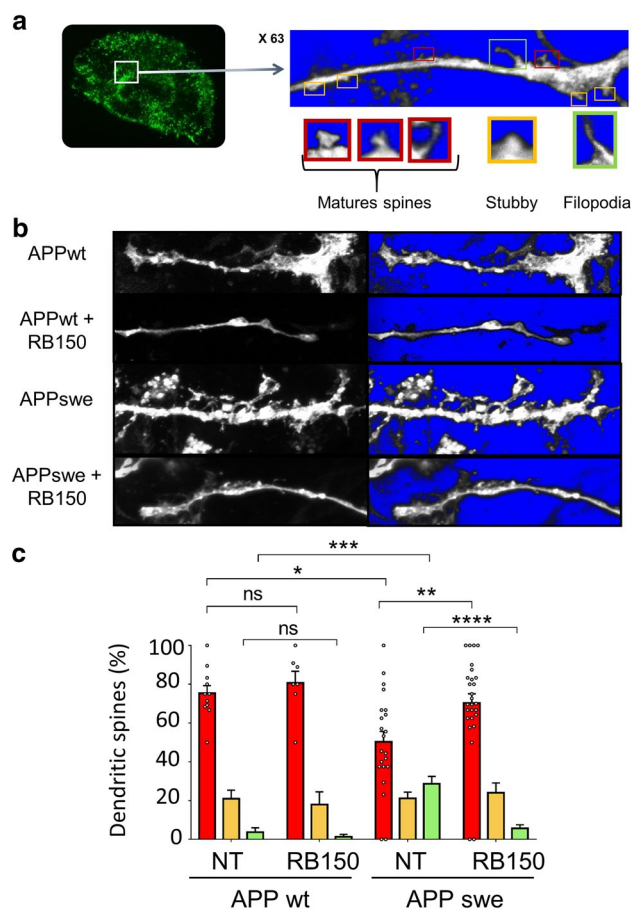 a
X 63
Matures spines
Stubby
Filopodia
b
APPwt
APPwt +
RB150
APPswe
APPswe +
RB150
c
***
*
**
ns
****
ns
Dendritic spines (%)
100
80
60
40
20
0
NT
RB150
NT
RB150
APP wt
APP swe